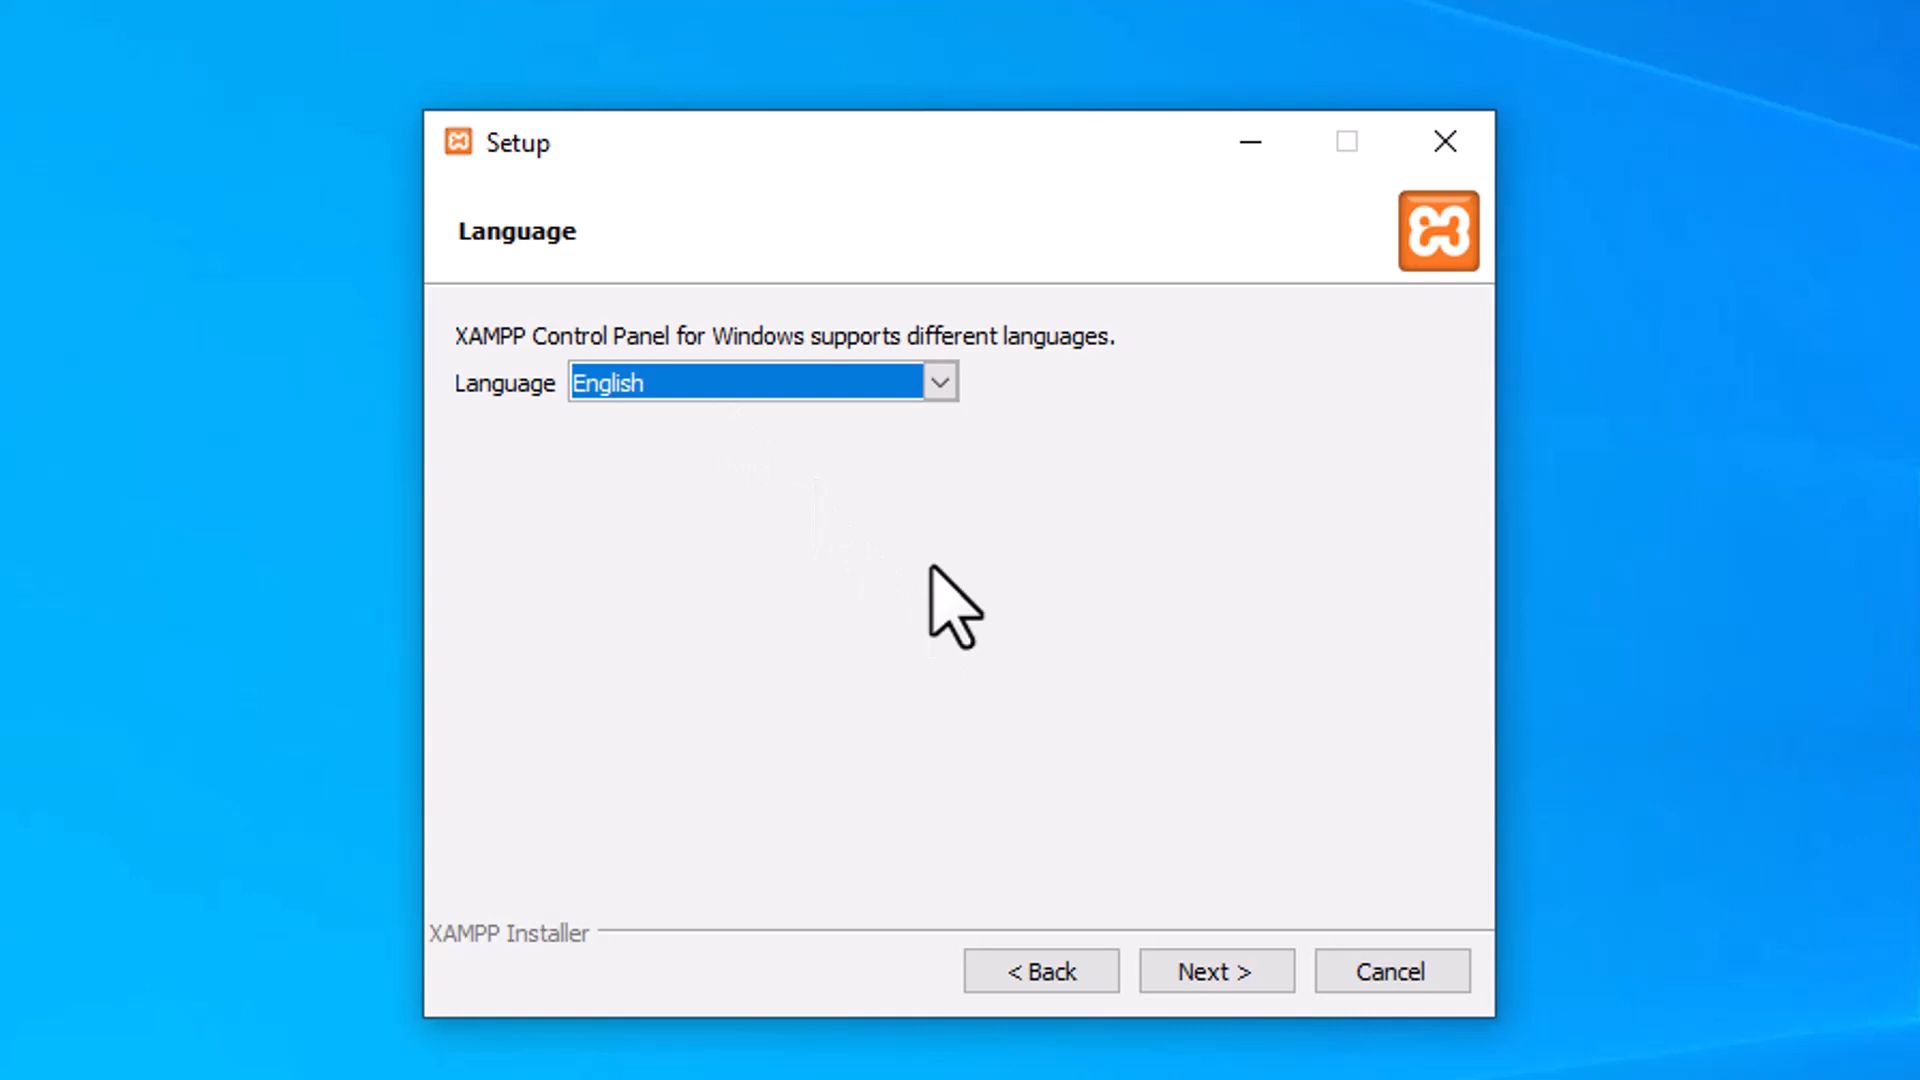 Setup
Language
XAMPP Control Panel for Windows supports different languages.
Language English
XAMPP Installer
< Back Next > Cancel